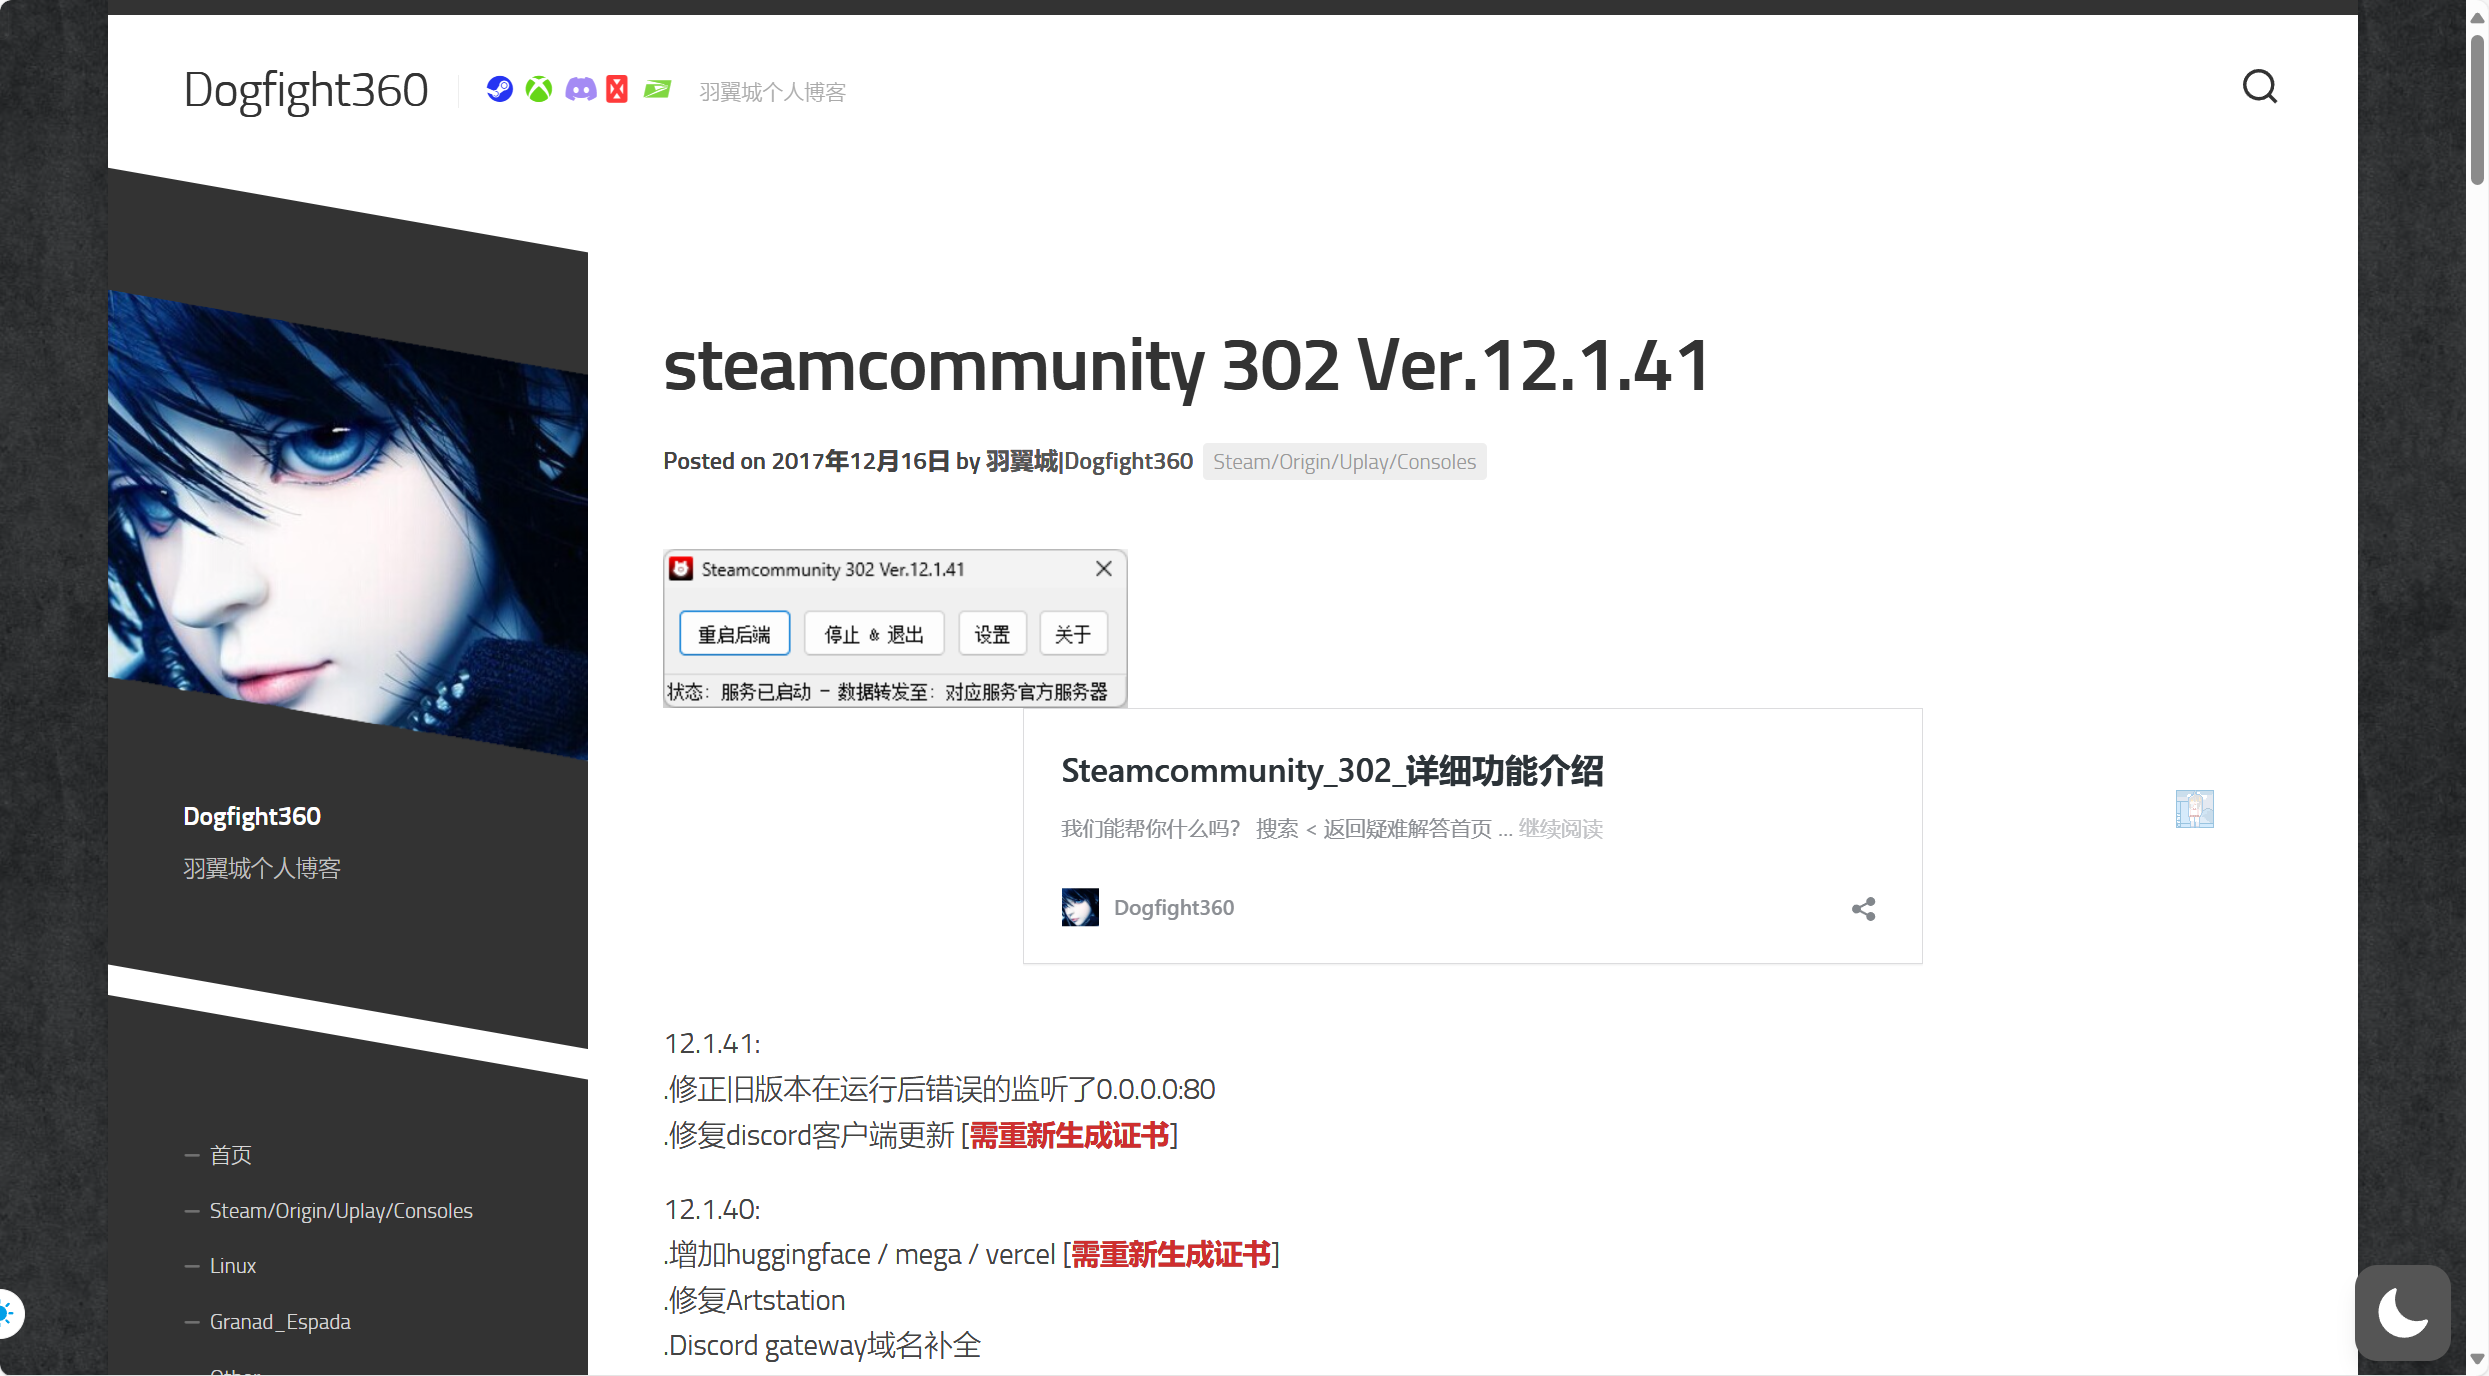 Dogfight360
羽翼城个人博客
steamcommunity 302 Ver.12.1.41
Posted on 2017年12月16日 by 羽翼城|Dogfight360 Steam/Origin/Uplay/Consoles
Steamcommunity 302 Ver.12.1.41
重启后端 停止 & 退出 设置 关于
状态：服务已启动 - 数据转发至：对应服务官方服务器
Steamcommunity_302_详细功能介绍
我们能帮你什么吗？ 搜索 < 返回疑难解答首页 ... 继续阅读
Dogfight360
Dogfight360
羽翼城个人博客
12.1.41:
.修正旧版本在运行后错误的监听了0.0.0.0:80
.修复discord客户端更新 [需重新生成证书]
12.1.40:
.增加huggingface / mega / vercel [需重新生成证书]
.修复Artstation
.Discord gateway域名补全
首页
Steam/Origin/Uplay/Consoles
Linux
Granad_Espada